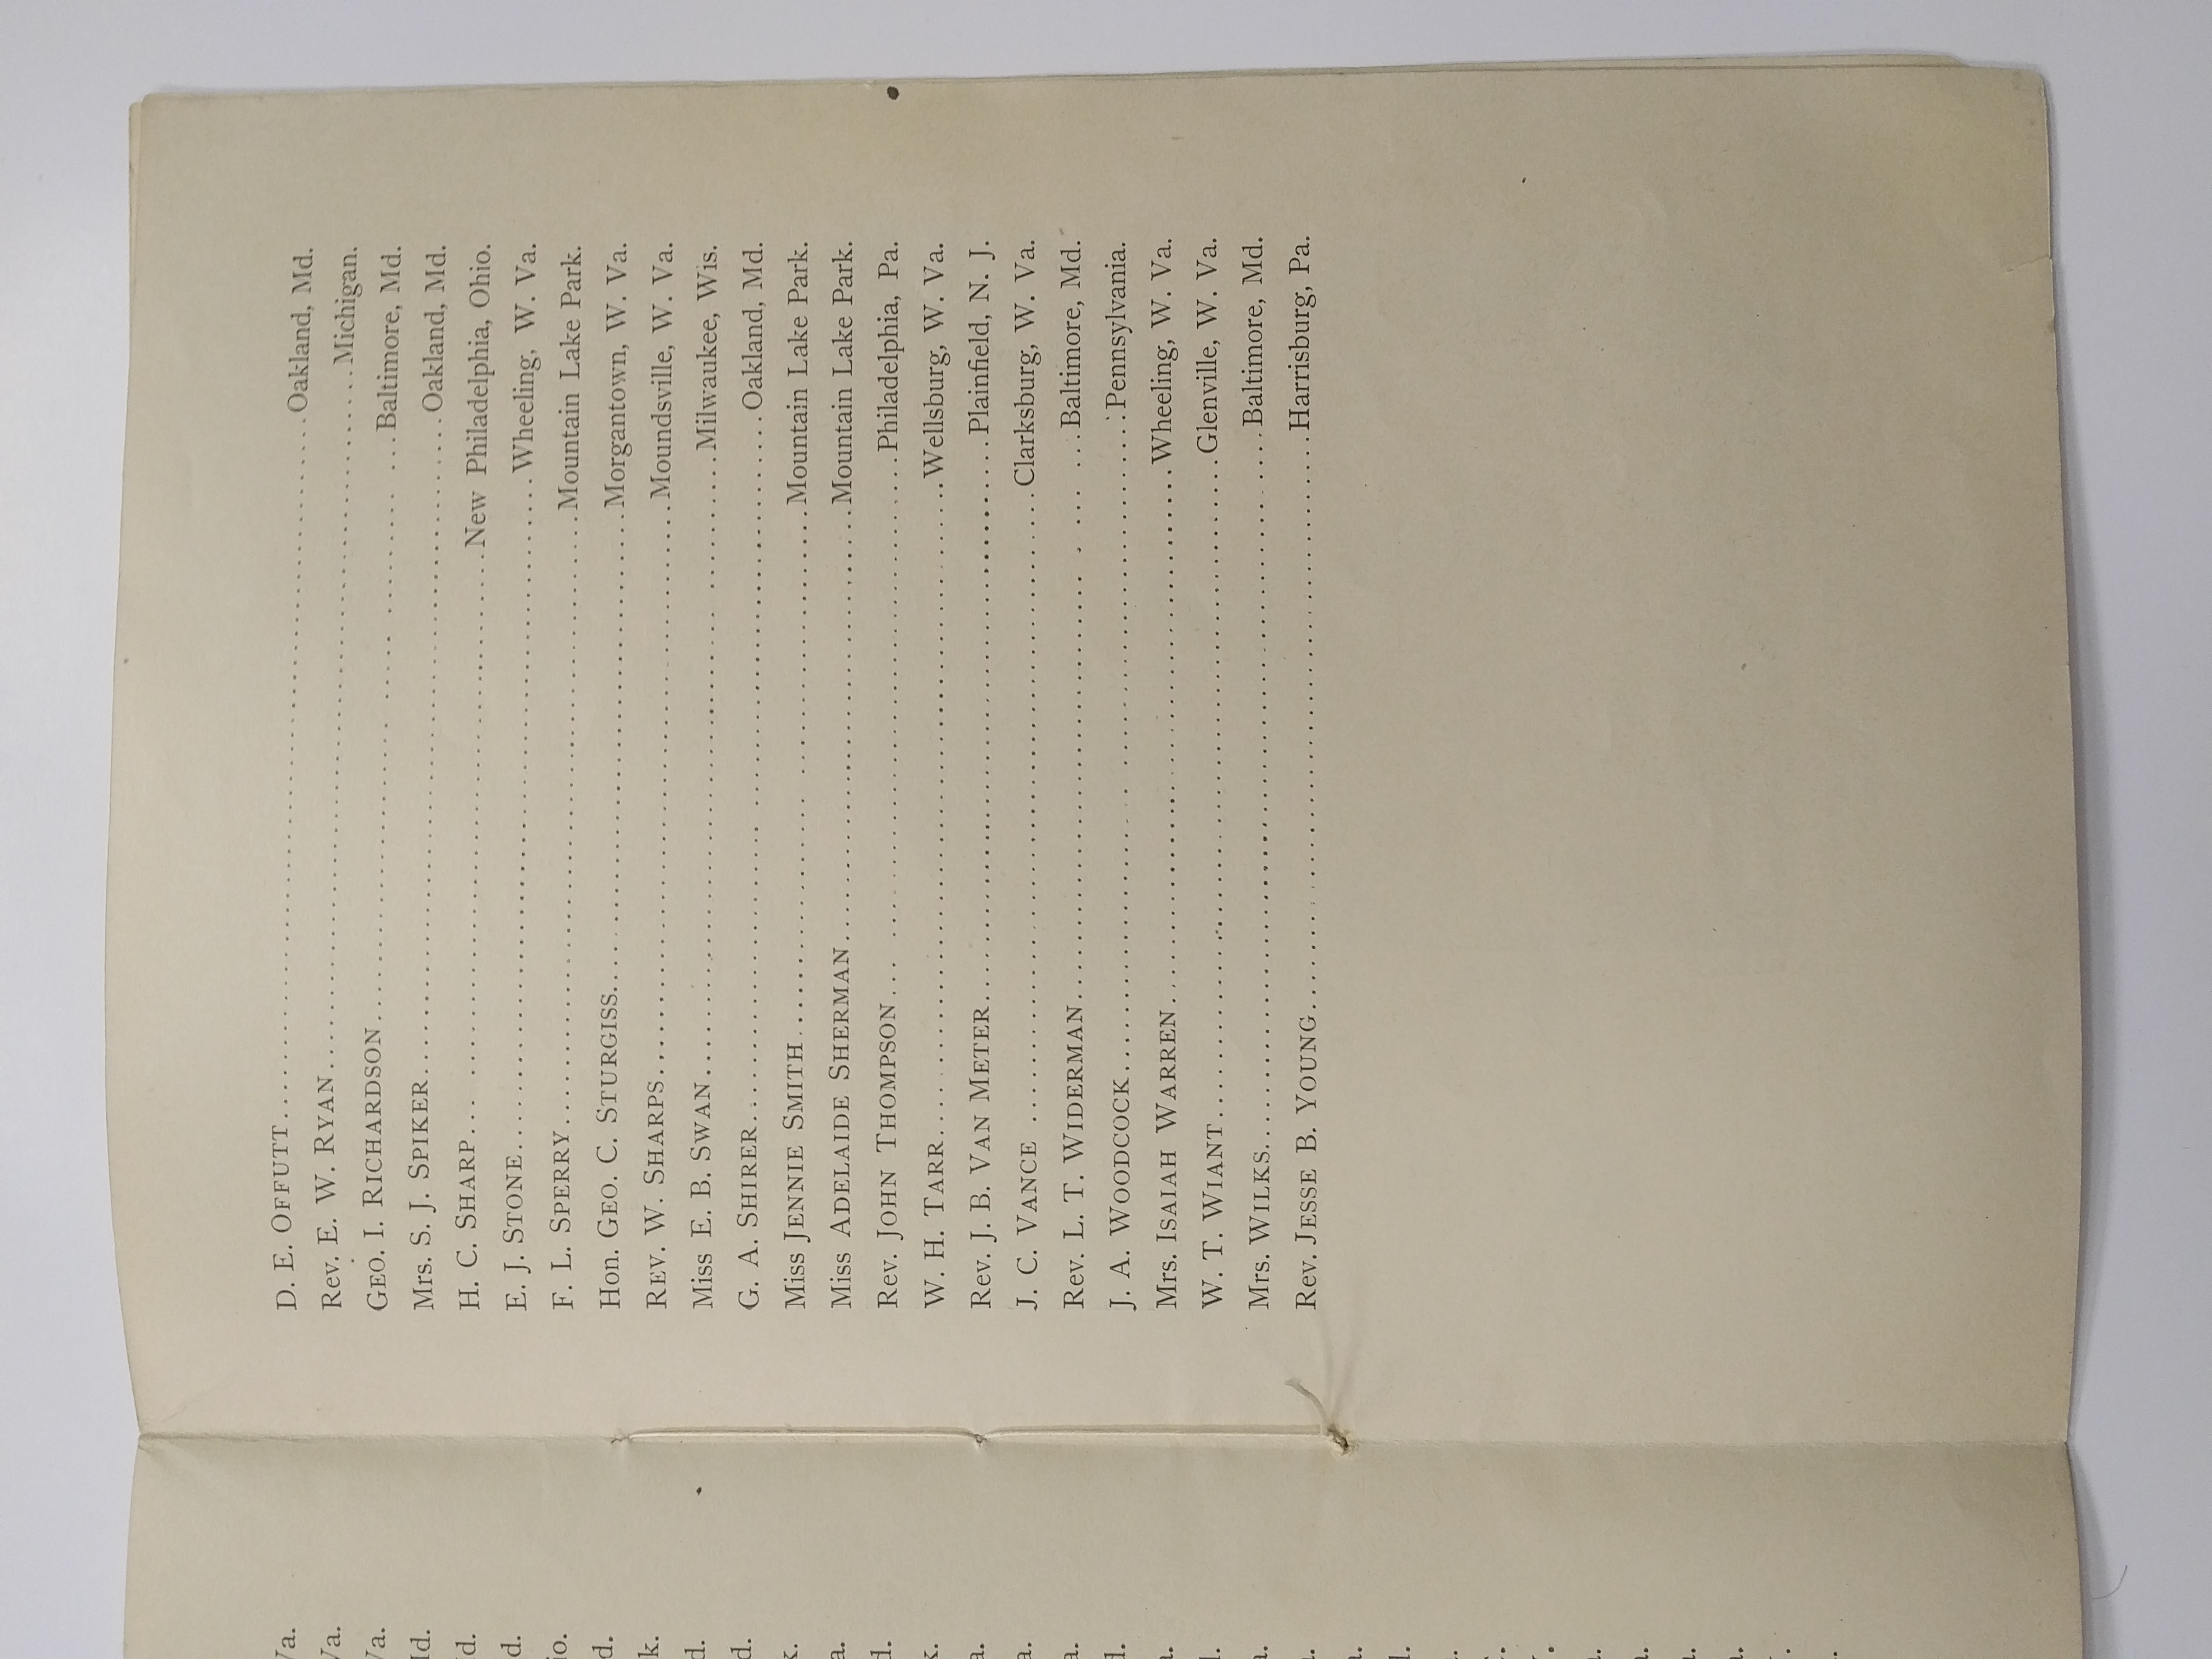 D. E. OFFUTT..........Oakland, Md.
Rev. E. W. RYAN..........Michigan.
GEO. I. RICHARDSON..........Baltimore, Md.
Mrs. S. J. SPIKER..........Oakland, Md.
H. C. SHARP..........New Philadelphia, Ohio.
E. J. STONE..........Wheeling, W. Va.
F. L. SPERRY..........Mountain Lake Park.
Hon. GEO. C. STURGISS..........Morgantown, W. Va.
REV. W. SHARPS..........Moundsville, W. Va.
Miss E. B. SWAN..........Milwaukee, Wis.
G. A. SHIRER..........Oakland, Md.
Miss JENNIE SMITH..........Mountain Lake Park.
Miss ADELAIDE SHERMAN..........Mountain Lake Park.
Rev. JOHN THOMPSON..........Philadelphia, Pa.
W. H. TARR..........Wellsburg, W. Va.
Rev. J. B. VAN METER..........Plainfield, N. J.
J. C. VANCE..........Clarksburg, W. Va.
Rev. L. T. WIDERMAN..........Baltimore, Md.
J. A. WOODCOCK..........Pennsylvania.
Mrs. ISAIAH WARREN..........Wheeling, W. Va.
W. T. WIANT..........Glenville, W. Va.
Mrs. WILKS..........Baltimore, Md.
Rev. JESSE B. YOUNG..........Harrisburg, Pa.